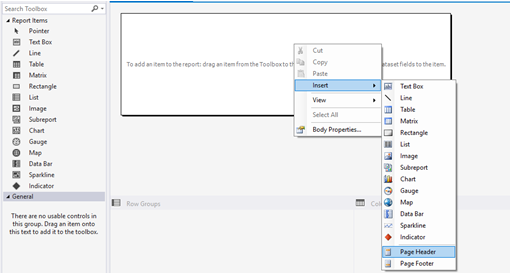 Search Toolbox
Report Items
Pointer
Text Box
Line
Table
Matrix
Rectangle
List
Image
Subreport
Chart
Gauge
Map
Data Bar
Sparkline
Indicator
General
There are no usable controls in
this group. Drag an item onto
this text to add it to the toolbox.
To add an item to the report: drag an item from the Toolbox to th
ataset fields to the item.
Cut
Copy
Paste
Insert
View
Select All
Body Properties...
Text Box
Line
Table
Matrix
Rectangle
List
Image
Subreport
Chart
Gauge
Map
Data Bar
Sparkline
Indicator
Page Header
Page Footer
Row Groups